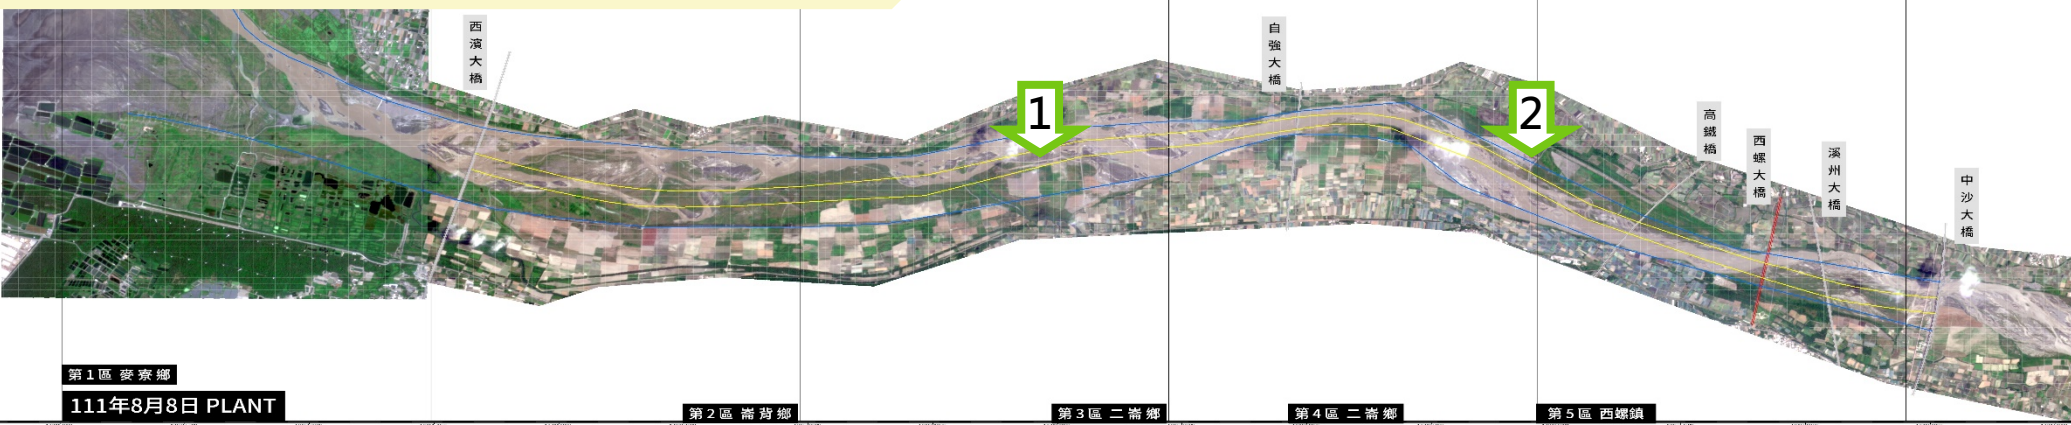 西濱大橋
1
自強大橋
2
高鐵橋
西螺大橋
溪州大橋
中沙大橋
第1區 麥寮鄉
111年8月8日 PLANT
第2區 崙背鄉
第3區 二崙鄉
第4區 二崙鄉
第5區 西螺鎮